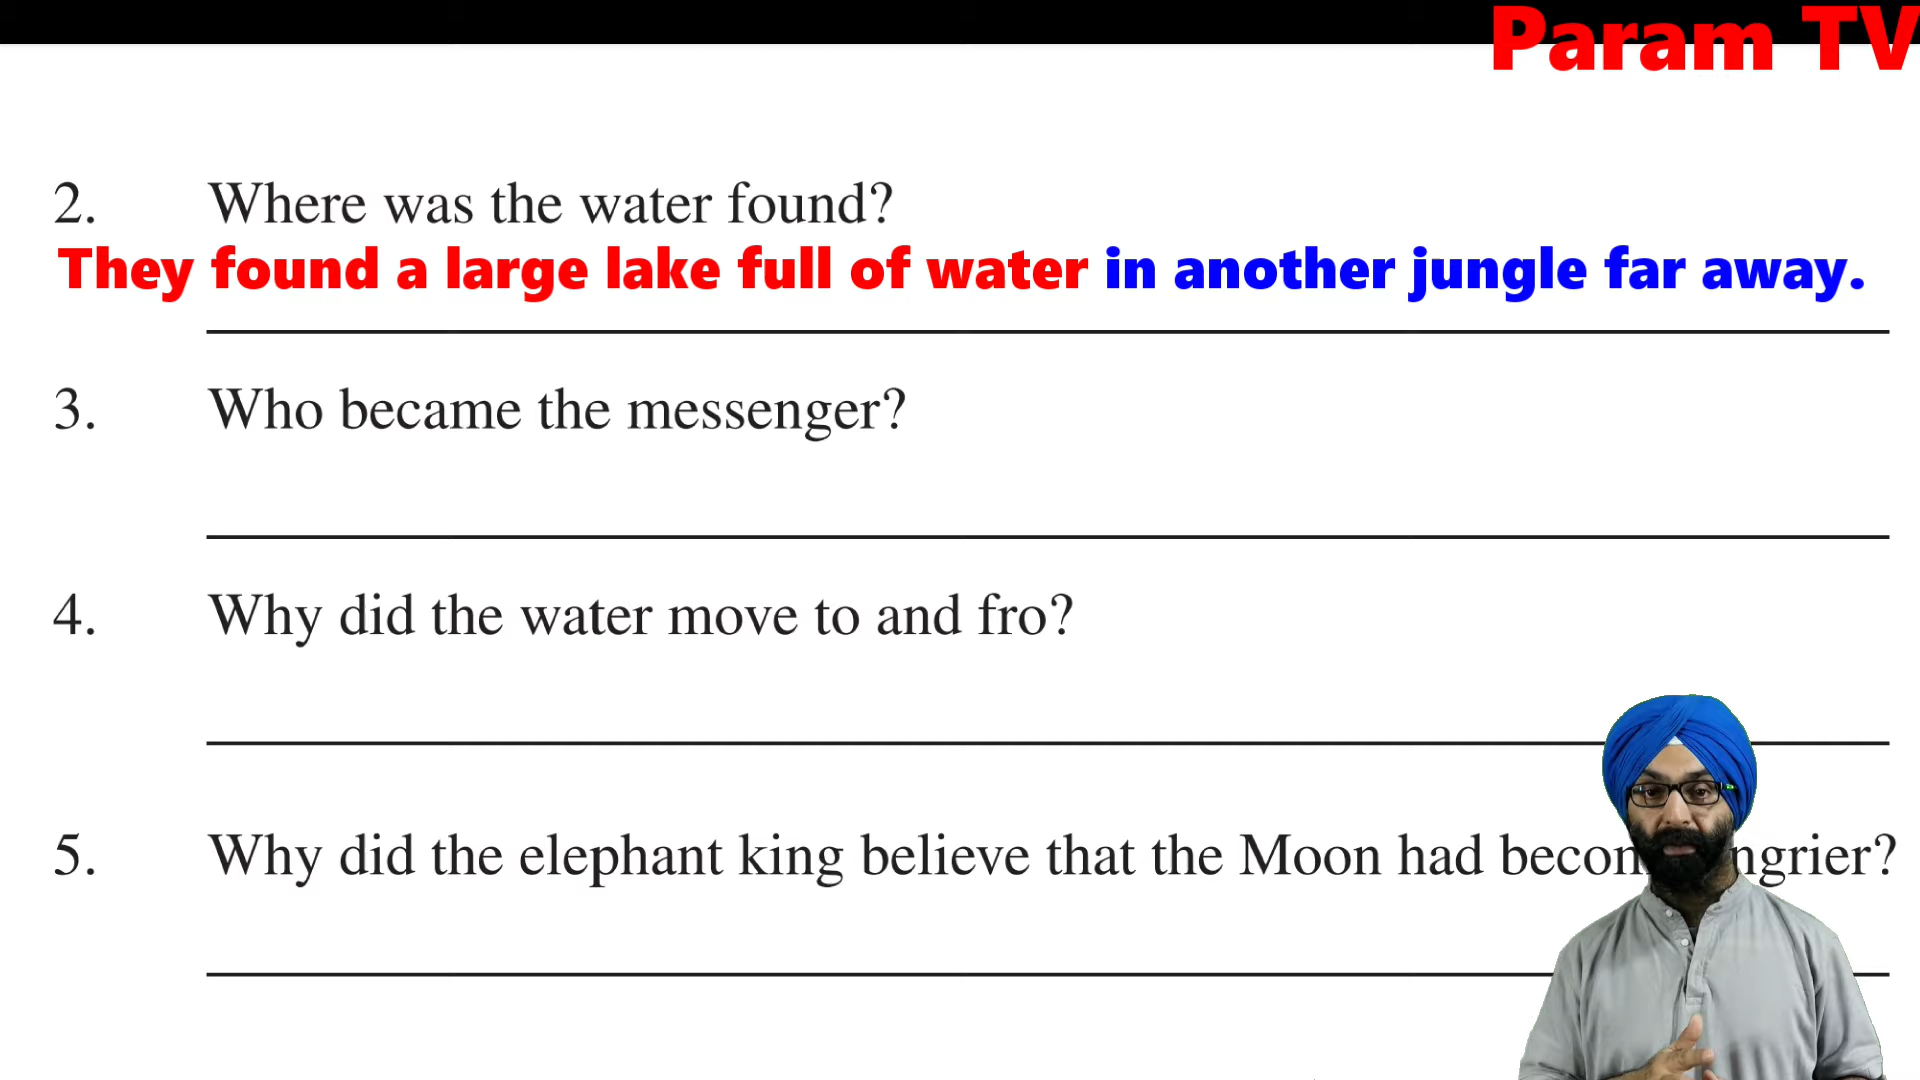 Param TV
2. Where was the water found?
They found a large lake full of water in another jungle far away.
3. Who became the messenger?
4. Why did the water move to and fro?
5. Why did the elephant king believe that the Moon had becom ngrier?